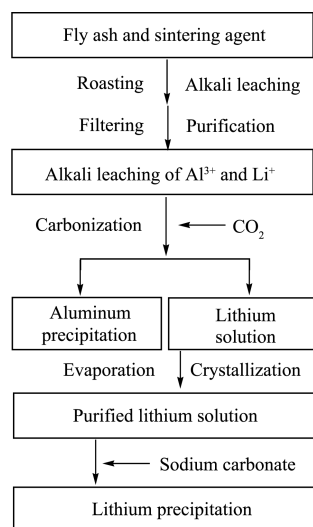 Fly ash and sintering agent
Roasting Alkali leaching
Filtering Purification
Alkali leaching of Al³⁺ and Li⁺
Carbonization CO₂
Aluminum
precipitation
Lithium
solution
Evaporation Crystallization
Purified lithium solution
Sodium carbonate
Lithium precipitation